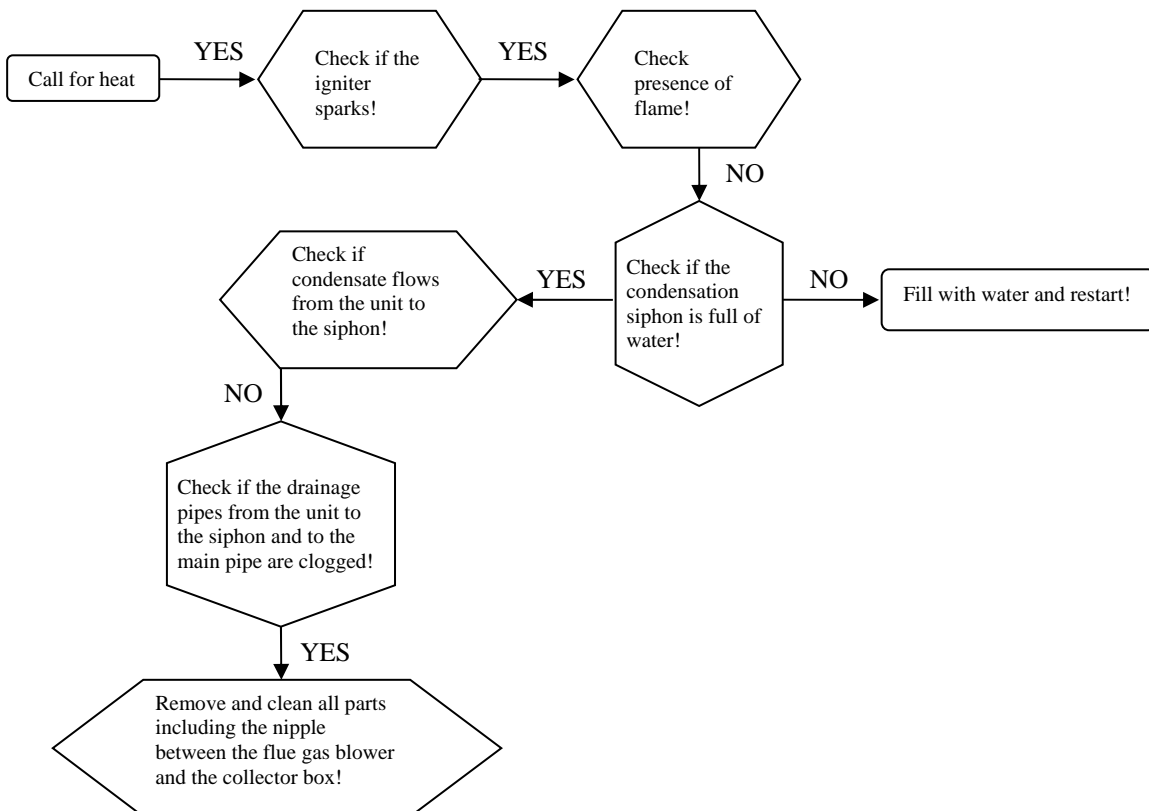 Call for heat
YES
Check if the
igniter
sparks!
YES
Check
presence of
flame!
NO
Check if the
condensation
siphon is full of
water!
NO
Fill with water and restart!
YES
Check if
condensate flows
from the unit to
the siphon!
NO
Check if the drainage
pipes from the unit to
the siphon and to the
main pipe are clogged!
YES
Remove and clean all parts
including the nipple
between the flue gas blower
and the collector box!